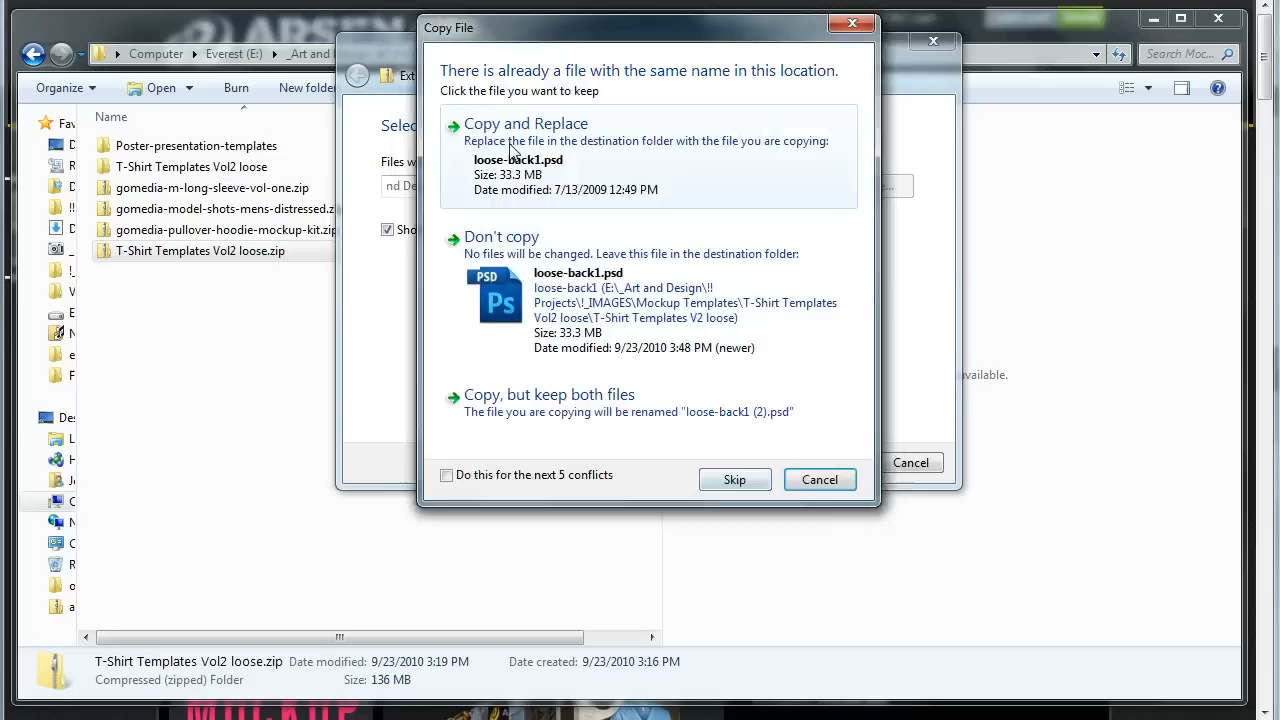 Copy File
Computer
Everest (E:)
_Art and
Search Moc...
Organize
Open
Burn
New folder
Name
Poster-presentation-templates
T-Shirt Templates Vol2 loose
gomedia-m-long-sleeve-vol-one.zip
gomedia-model-shots-mens-distressed.z
gomedia-pullover-hoodie-mockup-kit.zip
T-Shirt Templates Vol2 loose.zip
Fav
Des
Ext
Selec
Files w
nd De
Sho
There is already a file with the same name in this location.
Click the file you want to keep
Copy and Replace
Replace the file in the destination folder with the file you are copying:
loose-back1.psd
Size: 33.3 MB
Date modified: 7/13/2009 12:49 PM
Don't copy
No files will be changed. Leave this file in the destination folder:
PSD
Ps
loose-back1.psd
loose-back1 (E:\_Art and Design\!!
Projects\!_IMAGES\Mockup Templates\T-Shirt Templates
Vol2 loose\T-Shirt Templates V2 loose)
Size: 33.3 MB
Date modified: 9/23/2010 3:48 PM (newer)
Copy, but keep both files
The file you are copying will be renamed "loose-back1 (2).psd"
Do this for the next 5 conflicts
Skip
Cancel
Cancel
available.
T-Shirt Templates Vol2 loose.zip
Date modified: 9/23/2010 3:19 PM
Date created: 9/23/2010 3:16 PM
Compressed (zipped) Folder
Size: 136 MB
MOCKUP